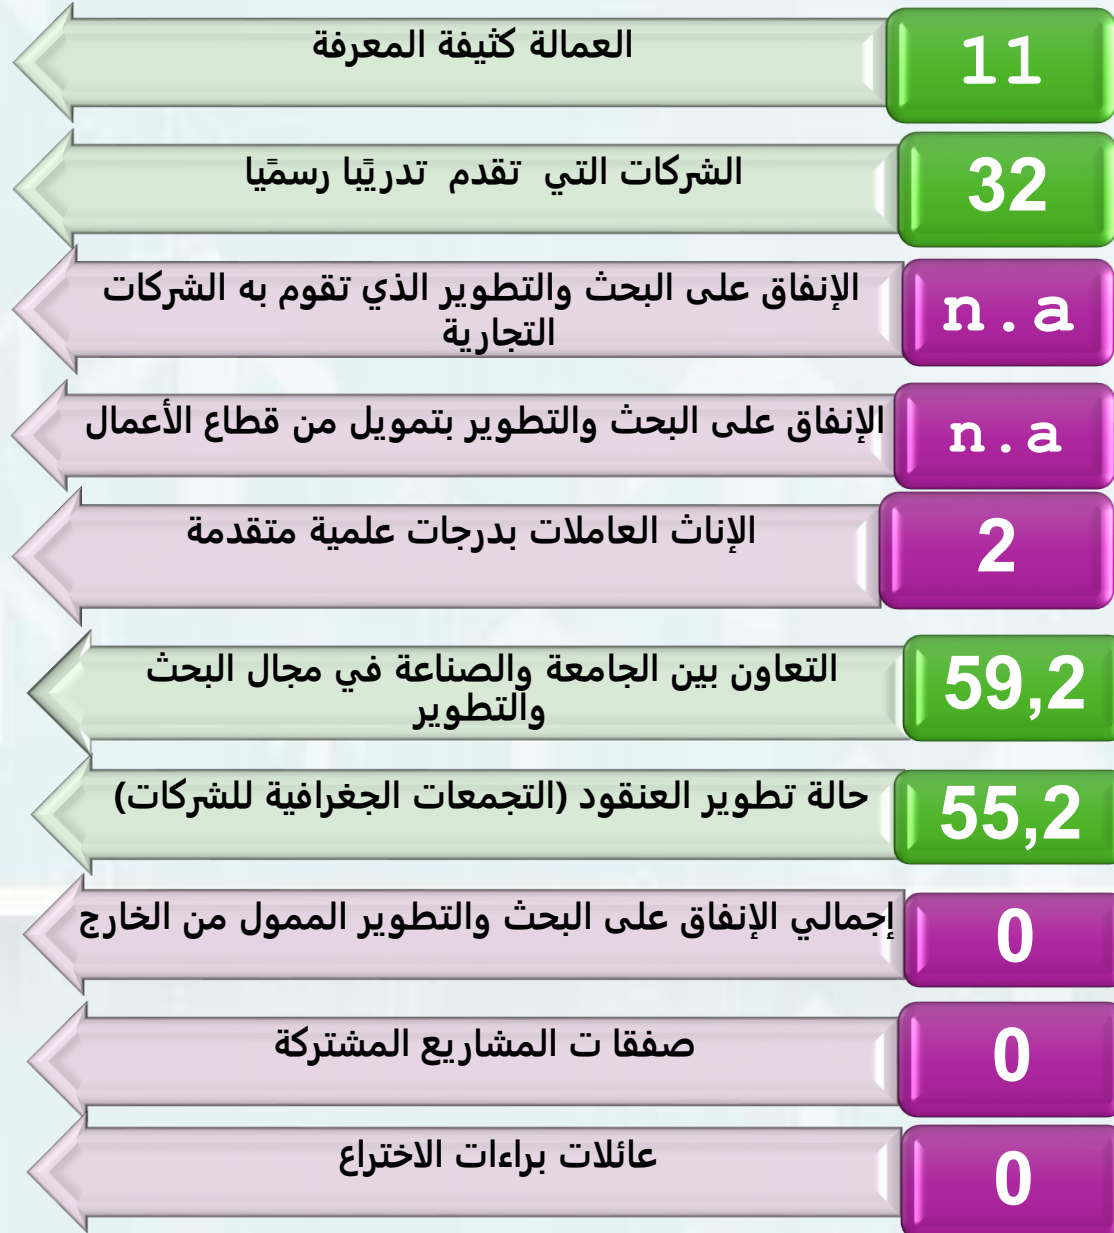 11
العمالة كثيفة المعرفة
32
الشركات التي تقدم تدريًبا رسمًيا
n.a
الإنفاق على البحث والتطوير الذي تقوم به الشركات
التجارية
n.a
الإنفاق على البحث والتطوير بتمويل من قطاع الأعمال
2
الإناث العاملات بدرجات علمية متقدمة
59,2
التعاون بين الجامعة والصناعة في مجال البحث
والتطوير
55,2
حالة تطوير العنقود (التجمعات الجغرافية للشركات)
0
إجمالي الإنفاق على البحث والتطوير الممول من الخارج
0
صفقا ت المشاريع المشتركة
0
عائلات براءات الاختراع